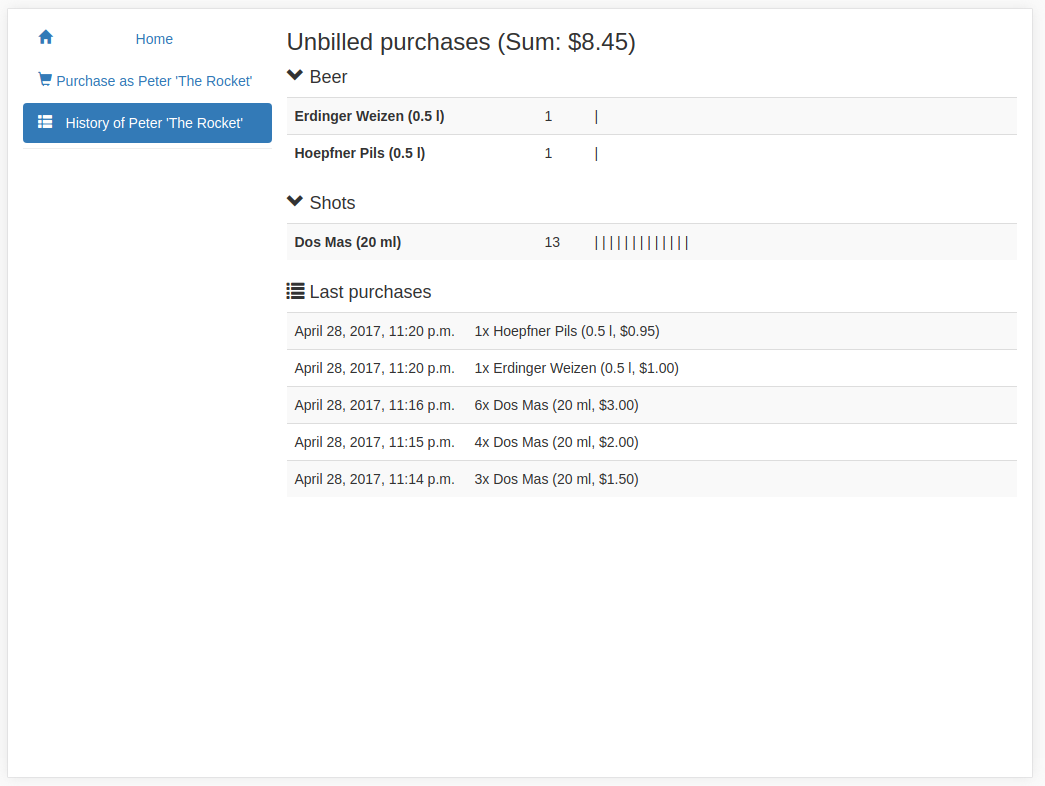 Home
Purchase as Peter 'The Rocket'
History of Peter 'The Rocket'
Unbilled purchases (Sum: $8.45)
Beer
Erdinger Weizen (0.5 l) 1 |
Hoepfner Pils (0.5 l) 1 |
Shots
Dos Mas (20 ml) 13 | | | | | | | | | | | | |
Last purchases
April 28, 2017, 11:20 p.m. 1x Hoepfner Pils (0.5 l, $0.95)
April 28, 2017, 11:20 p.m. 1x Erdinger Weizen (0.5 l, $1.00)
April 28, 2017, 11:16 p.m. 6x Dos Mas (20 ml, $3.00)
April 28, 2017, 11:15 p.m. 4x Dos Mas (20 ml, $2.00)
April 28, 2017, 11:14 p.m. 3x Dos Mas (20 ml, $1.50)